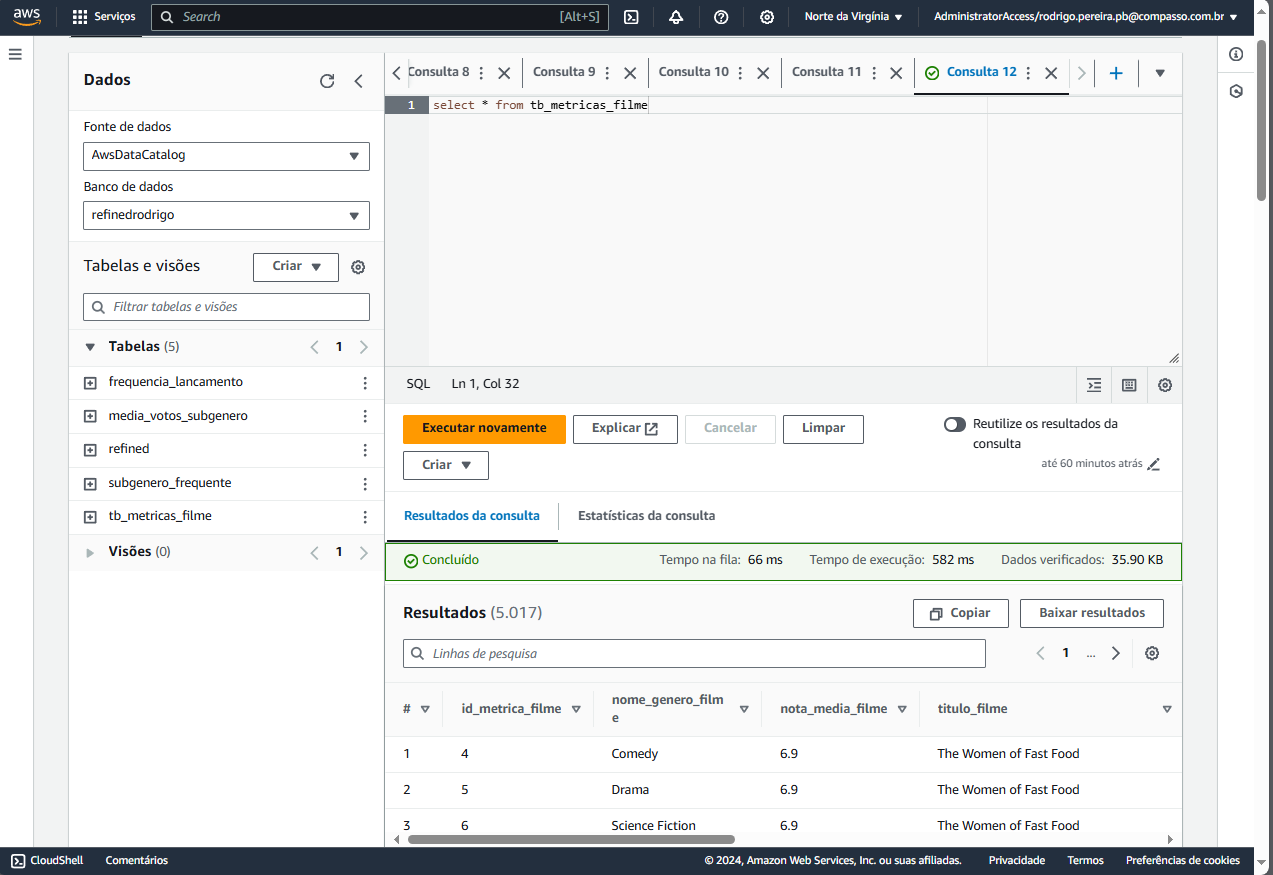 aws Serviços Search [Alt+S] Norte da Virgínia AdministratorAccess/rodrigo.pereira.pb@compasso.com.br
Dados
Fonte de dados
AwsDataCatalog
Banco de dados
refinedrodrigo
Tabelas e visões Criar
Filtrar tabelas e visões
Tabelas (5) 1
frequencia_lancamento
media_votos_subgenero
refined
subgenero_frequente
tb_metricas_filme
Visões (0) 1
Consulta 8 Consulta 9 Consulta 10 Consulta 11 Consulta 12
1 select * from tb_metricas_filme
SQL Ln 1, Col 32
Executar novamente Explicar Cancelar Limpar
Criar
Reutilize os resultados da
consulta
até 60 minutos atrás
Resultados da consulta Estatísticas da consulta
Concluído Tempo na fila: 66 ms Tempo de execução: 582 ms Dados verificados: 35.90 KB
Resultados (5.017) Copiar Baixar resultados
Linhas de pesquisa 1 ...
# id_metrica_filme nome_genero_film
e nota_media_filme titulo_filme
1 4 Comedy 6.9 The Women of Fast Food
2 5 Drama 6.9 The Women of Fast Food
3 6 Science Fiction 6.9 The Women of Fast Food
CloudShell Comentários © 2024, Amazon Web Services, Inc. ou suas afiliadas. Privacidade Termos Preferências de cookies